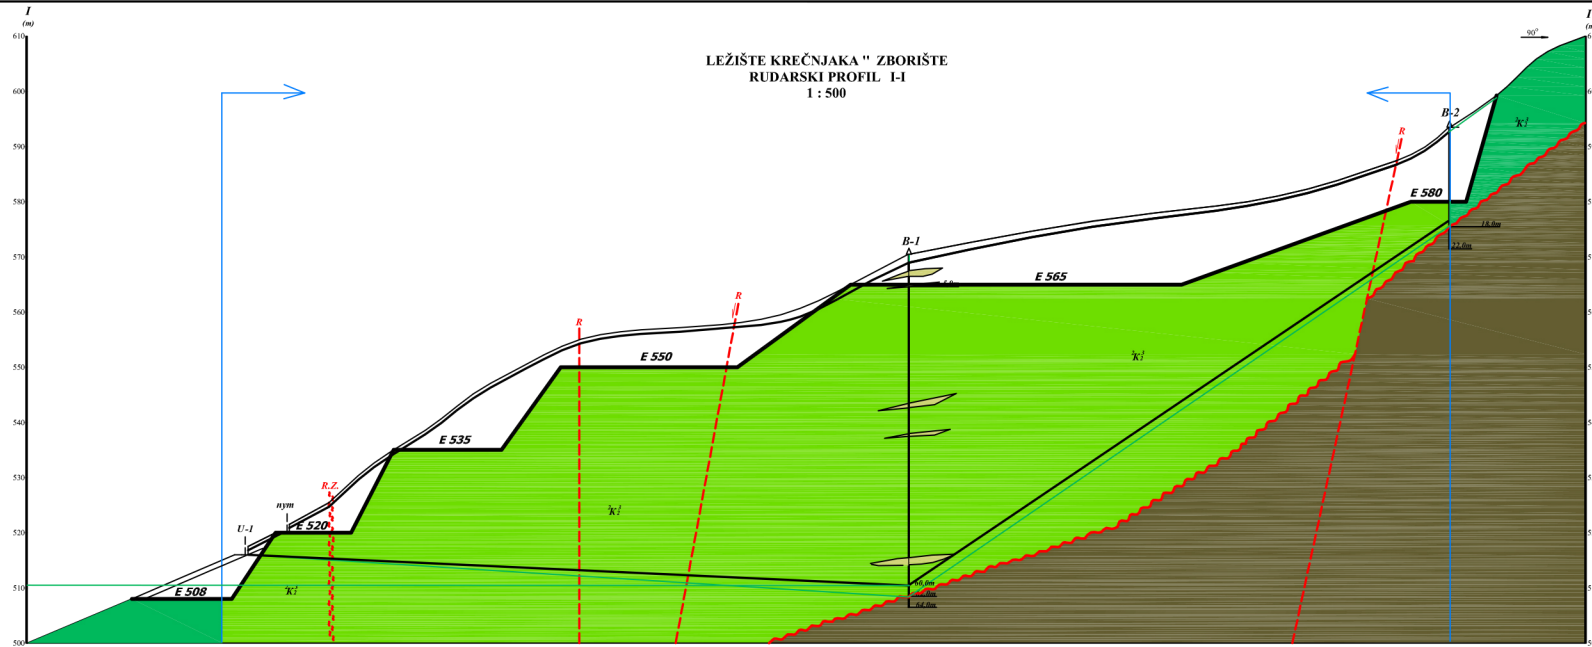 I
I
(m)
610
90°
LEŽIŠTE KREČNJAKA " ZBORIŠTE
RUDARSKI PROFIL I-I
1 : 500
600
B-2
R
590
580
E 580
18,0m
22,0m
570
B-1
E 565
560
R
R
550
E 550
540
E 535
530
R.Z.
nym
520
E 520
U-1
510
E 508
60,0m
64,0m
500